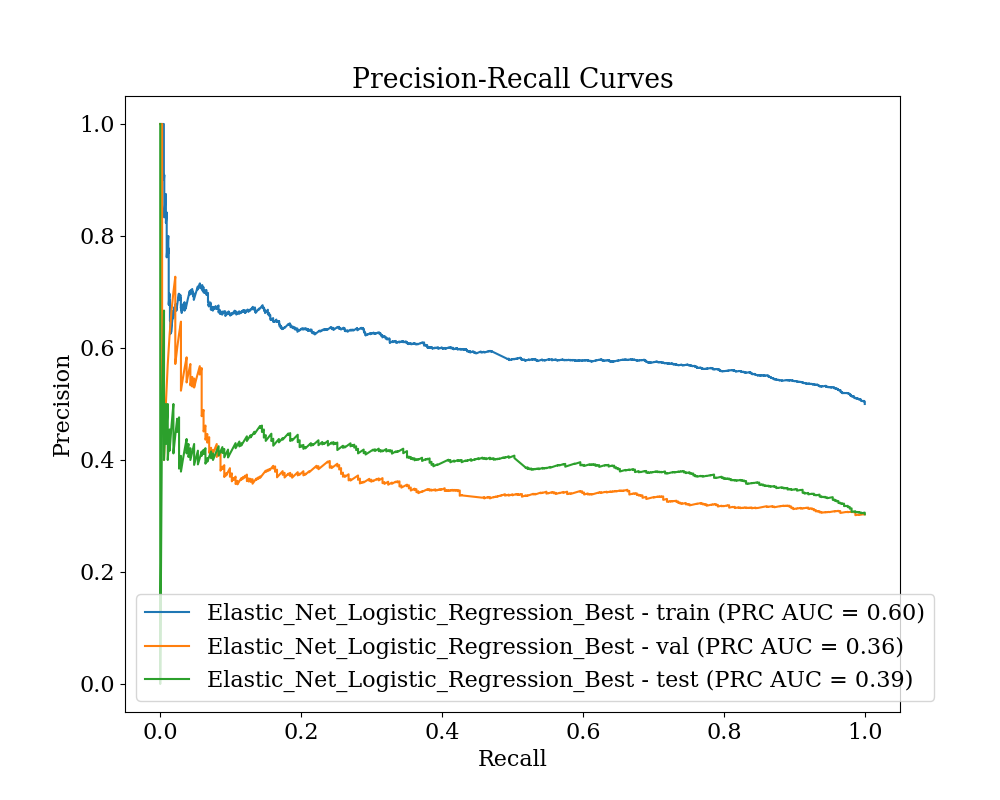 Precision-Recall Curves
1.0
0.8
0.6
0.4
0.2
0.0
Precision
Elastic_Net_Logistic_Regression_Best - train (PRC AUC = 0.60)
Elastic_Net_Logistic_Regression_Best - val (PRC AUC = 0.36)
Elastic_Net_Logistic_Regression_Best - test (PRC AUC = 0.39)
0.0 0.2 0.4 0.6 0.8 1.0
Recall